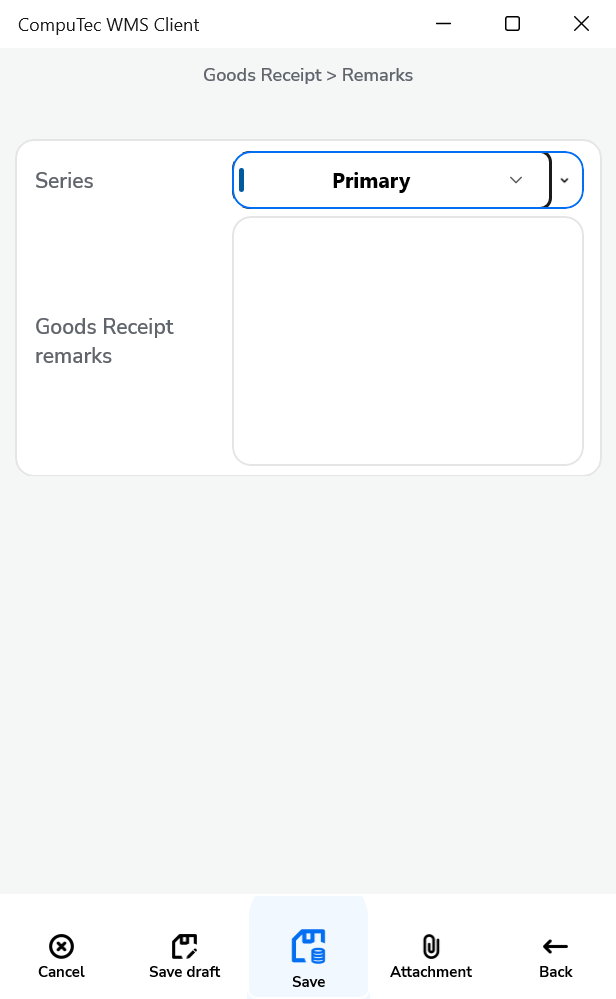 CompuTec WMS Client
Goods Receipt > Remarks
Series
Primary
Goods Receipt
remarks
Cancel
Save draft
Save
Attachment
Back